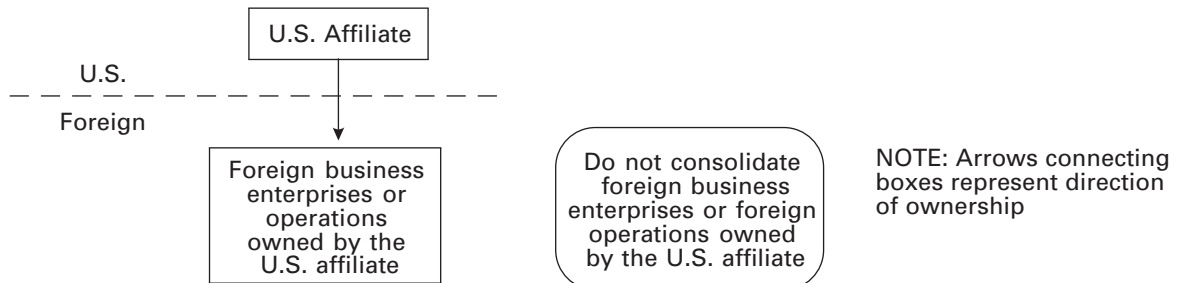 U.S. Affiliate
U.S.
Foreign
Foreign business
enterprises or
operations
owned by the
U.S. affiliate
Do not consolidate
foreign business
enterprises or foreign
operations owned
by the U.S. affiliate
NOTE: Arrows connecting
boxes represent direction
of ownership